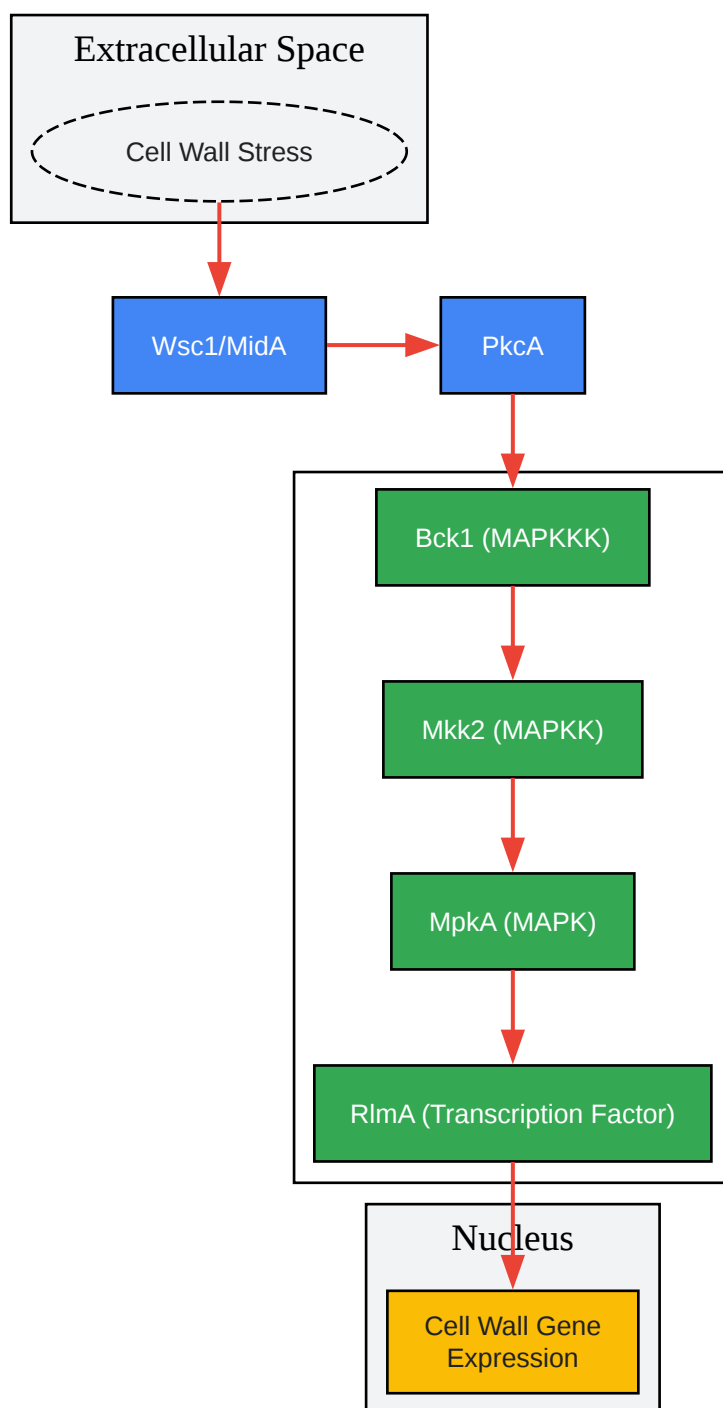 Extracellular Space
Cell Wall Stress
Wsc1/MidA
PkcA
Bck1 (MAPKKK)
Mkk2 (MAPKK)
MpkA (MAPK)
RlmA (Transcription Factor)
Nucleus
Cell Wall Gene
Expression